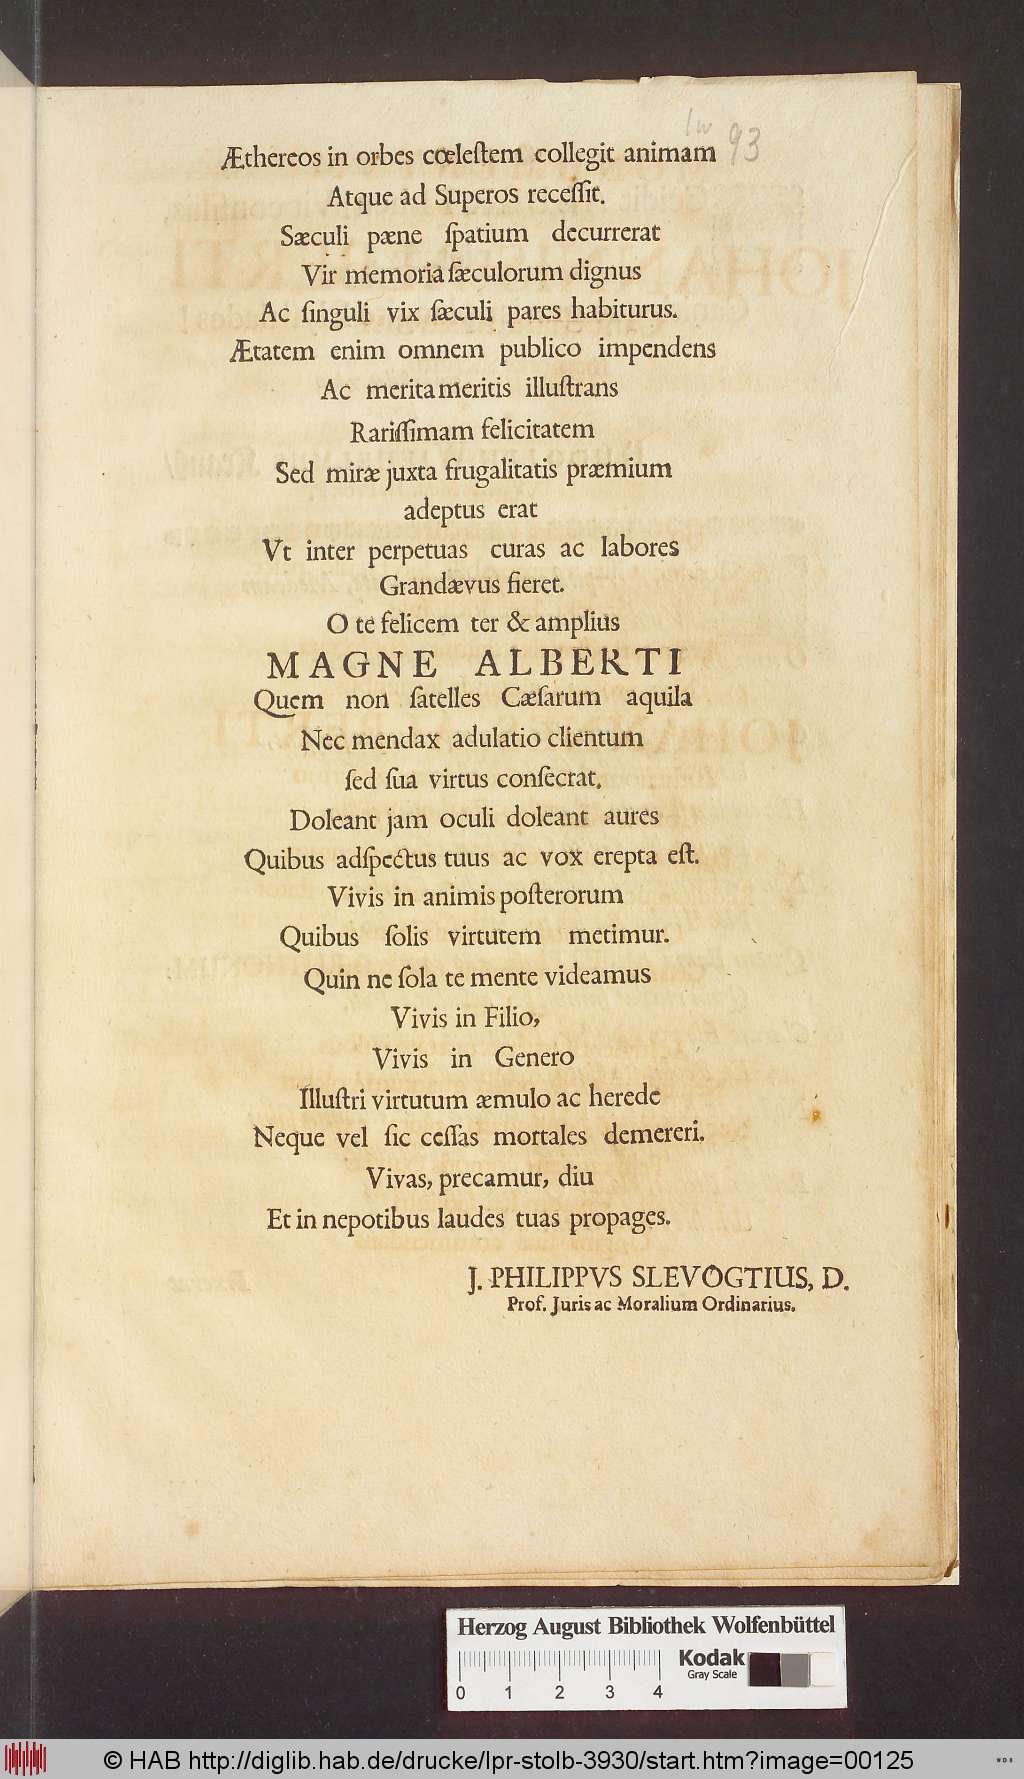 1w 93
Æthereos in orbes cœleſtem collegit animam
Atque ad Superos receſſit.
Sæculi pæne ſpatium decurrerat
Vir memoria ſæculorum dignus
Ac ſinguli vix ſæculi pares habiturus.
Ætatem enim omnem publico impendens
Ac merita meritis illuſtrans
Rariſſimam felicitatem
Sed miræ juxta frugalitatis præmium
adeptus erat
Vt inter perpetuas curas ac labores
Grandævus fieret.
O te felicem ter & amplius
MAGNE ALBERTI
Quem non ſatelles Cæſarum aquila
Nec mendax adulatio clientum
ſed ſua virtus conſecrat.
Doleant jam oculi doleant aures
Quibus adſpectus tuus ac vox erepta eſt.
Vivis in animis poſterorum
Quibus ſolis virtutem metimur.
Quin ne ſola te mente videamus
Vivis in Filio,
Vivis in Genero
Illuſtri virtutum æmulo ac herede
Neque vel ſic ceſſas mortales demereri.
Vivas, precamur, diu
Et in nepotibus laudes tuas propages.
J. PHILIPPVS SLEVOGTIUS, D.
Prof. Juris ac Moralium Ordinarius.
Herzog August Bibliothek Wolfenbüttel
Kodak
Gray Scale
0 1 2 3 4
© HAB http://diglib.hab.de/drucke/lpr-stolb-3930/start.htm?image=00125